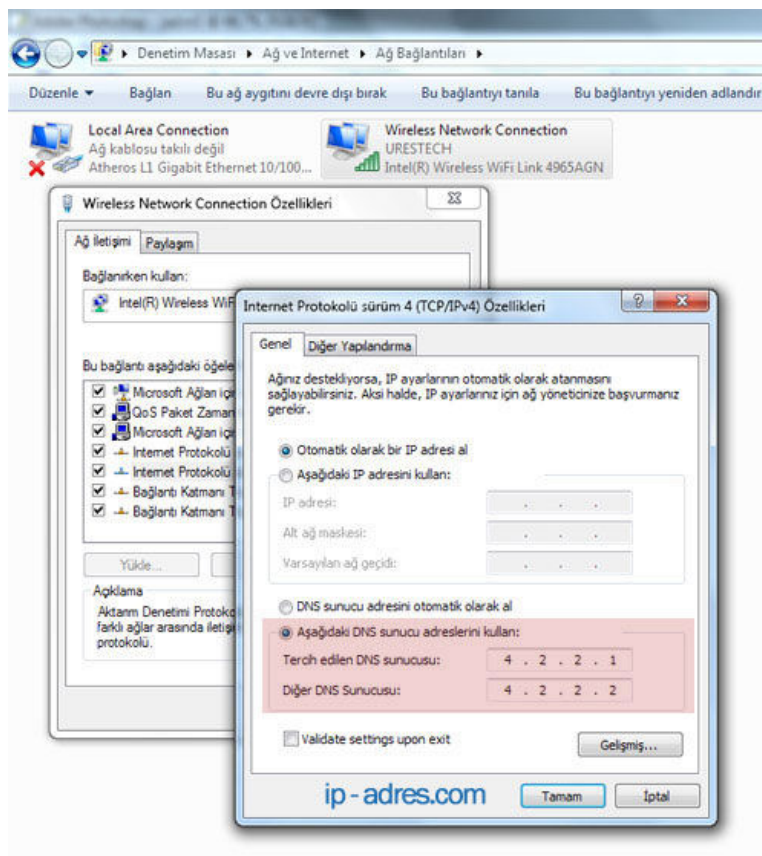 Denetim Masası ▸ Ağ ve Internet ▸ Ağ Bağlantıları ▸
Düzenle Bağlan Bu ağ aygıtını devre dışı bırak Bu bağlantıyı tanıla Bu bağlantıyı yeniden adlandır
Local Area Connection
Ağ kablosu takılı
değil
Atheros L1 Gigabit Ethernet 10/100...
Wireless Network Connection
URESTECH
Intel(R) Wireless WiFi Link 4965AGN
Wireless Network Connection Özellikleri
Ağ İletişimi Paylaşım
Bağlanırken kullan:
Intel(R) Wireless WiF
Bu bağlantı aşağıdaki öğele
Microsoft Ağları içi
QoS Paket Zaman
Microsoft Ağları içi
Internet Protokolü
Internet Protokolü
Bağlantı Katmanı T
Bağlantı Katmanı T
Yükle...
Açıklama
Aktarım Denetimi Protoko
farklı ağlar arasında iletişi
protokolü.
Internet Protokolü sürüm 4 (TCP/IPv4) Özellikleri
Genel Diğer Yapılandırma
Ağınız destekliyorsa, IP ayarlarının otomatik olarak atanmasını
sağlayabilirsiniz. Aksi halde, IP ayarlarınız için ağ yöneticinize başvurmanız
gerekir.
Otomatik olarak bir IP adresi al
Aşağıdaki IP adresini kullan:
IP adresi: . . .
Alt ağ maskesi: . . .
Varsayılan ağ geçidi: . . .
DNS sunucu adresini otomatik olarak al
Aşağıdaki DNS sunucu adreslerini kullan:
Tercih edilen DNS sunucusu: 4 . 2 . 2 . 1
Diğer DNS Sunucusu: 4 . 2 . 2 . 2
Validate settings upon exit
Gelişmiş...
ip-adres.com
Tamam İptal